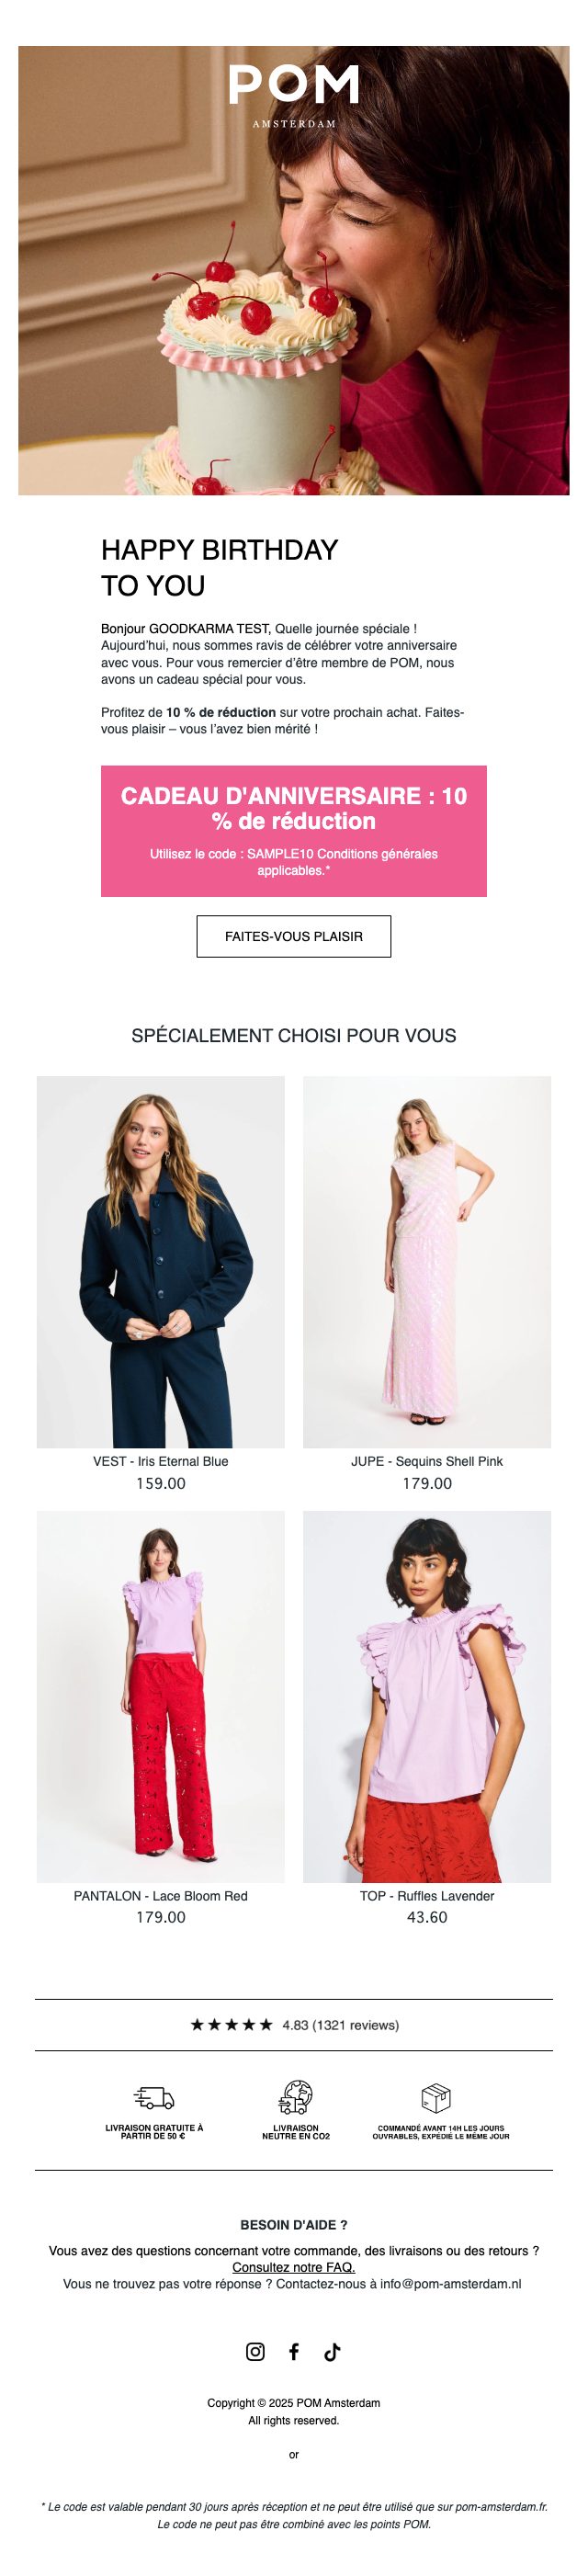 POM
AMSTERDAM
HAPPY BIRTHDAY
TO YOU
Bonjour GOODKARMA TEST, Quelle journée spéciale !
Aujourd’hui, nous sommes ravis de célébrer votre anniversaire
avec vous. Pour vous remercier d’être membre de POM, nous
avons un cadeau spécial pour vous.
Profitez de 10 % de réduction sur votre prochain achat. Faites-
vous plaisir – vous l’avez bien mérité !
CADEAU D'ANNIVERSAIRE : 10
% de réduction
Utilisez le code : SAMPLE10 Conditions générales
applicables.*
FAITES-VOUS PLAISIR
SPÉCIALEMENT CHOISI POUR VOUS
VEST - Iris Eternal Blue
159.00
JUPE - Sequins Shell Pink
179.00
PANTALON - Lace Bloom Red
179.00
TOP - Ruffles Lavender
43.60
★★★★★ 4.83 (1321 reviews)
LIVRAISON GRATUITE À
PARTIR DE 50 €
LIVRAISON
NEUTRE EN CO2
COMMANDÉ AVANT 14H LES JOURS
OUVRABLES, EXPÉDIÉ LE MÊME JOUR
BESOIN D'AIDE ?
Vous avez des questions concernant votre commande, des livraisons ou des retours ?
Consultez notre FAQ.
Vous ne trouvez pas votre réponse ? Contactez-nous à info@pom-amsterdam.nl
Copyright © 2025 POM Amsterdam
All rights reserved.
or
* Le code est valable pendant 30 jours après réception et ne peut être utilisé que sur pom-amsterdam.fr.
Le code ne peut pas être combiné avec les points POM.